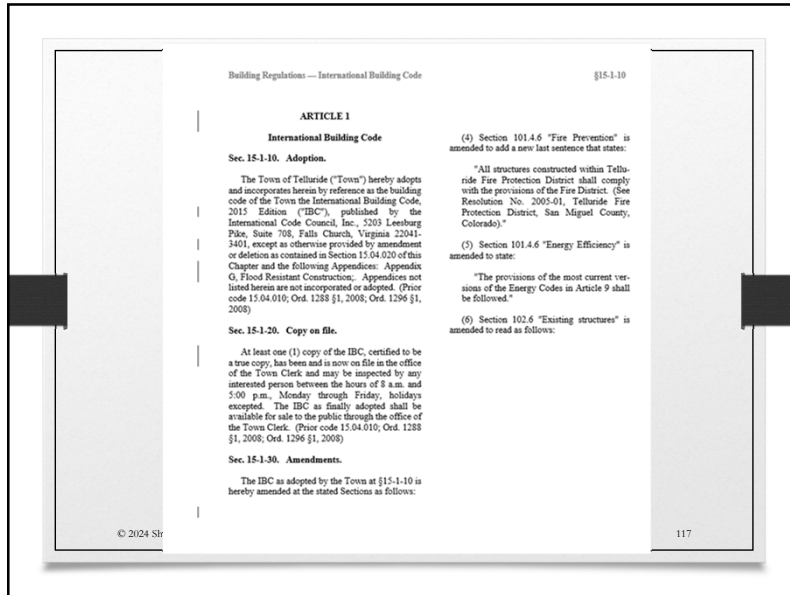 Building Regulations — International Building Code
§15-1-10
ARTICLE 1
International Building Code
Sec. 15-1-10. Adoption.
The Town of Telluride ("Town") hereby adopts
and incorporates herein by reference as the building
code of the Town the International Building Code,
2015 Edition ("IBC"), published by the
International Code Council, Inc., 5203 Leesburg
Pike, Suite 708, Falls Church, Virginia 22041-
3401, except as otherwise provided by amendment
or deletion as contained in Section 15.04.020 of this
Chapter and the following Appendices: Appendix
G, Flood Resistant Construction;. Appendices not
listed herein are not incorporated or adopted. (Prior
code 15.04.010; Ord. 1288 §1, 2008; Ord. 1296 §1,
2008)
Sec. 15-1-20. Copy on file.
At least one (1) copy of the IBC, certified to be
a true copy, has been and is now on file in the office
of the Town Clerk and may be inspected by any
interested person between the hours of 8 a.m. and
5:00 p.m., Monday through Friday, holidays
excepted. The IBC as finally adopted shall be
available for sale to the public through the office of
the Town Clerk. (Prior code 15.04.010; Ord. 1288
§1, 2008; Ord. 1296 §1, 2008)
Sec. 15-1-30. Amendments.
The IBC as adopted by the Town at §15-1-10 is
hereby amended at the stated Sections as follows:
(4) Section 101.4.6 "Fire Prevention" is
amended to add a new last sentence that states:
"All structures constructed within Tellu-
ride Fire Protection District shall comply
with the provisions of the Fire District. (See
Resolution No. 2005-01, Telluride Fire
Protection District, San Miguel County,
Colorado)."
(5) Section 101.4.6 "Energy Efficiency" is
amended to state:
"The provisions of the most current ver-
sions of the Energy Codes in Article 9 shall
be followed."
(6) Section 102.6 "Existing structures" is
amended to read as follows:
© 2024
117